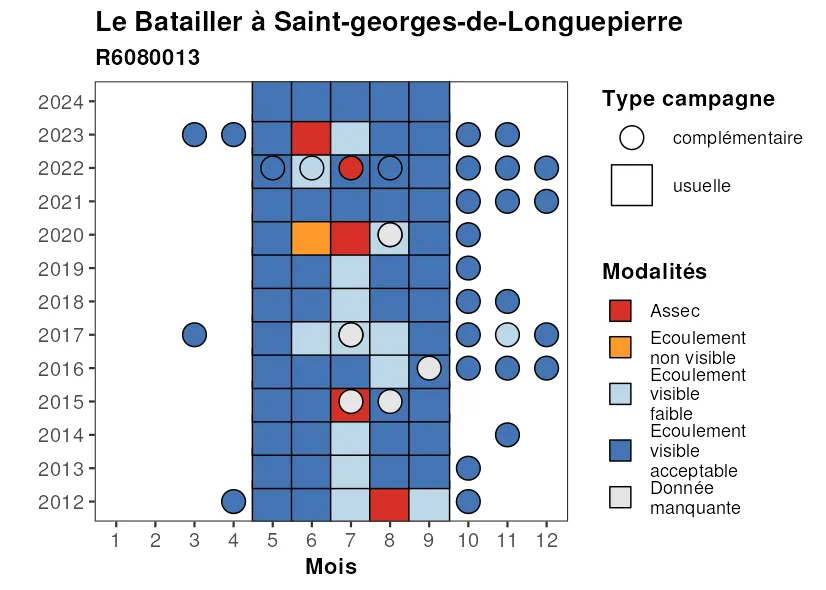 Le Batailler à Saint-georges-de-Longuepierre
R6080013
2024
2023
2022
2021
2020
2019
2018
2017
2016
2015
2014
2013
2012
1 2 3 4 5 6 7 8 9 10 11 12
Mois
Type campagne
complémentaire
usuelle
Modalités
Assec
Ecoulement
non visible
Ecoulement
visible
faible
Ecoulement
visible
acceptable
Donnée
manquante